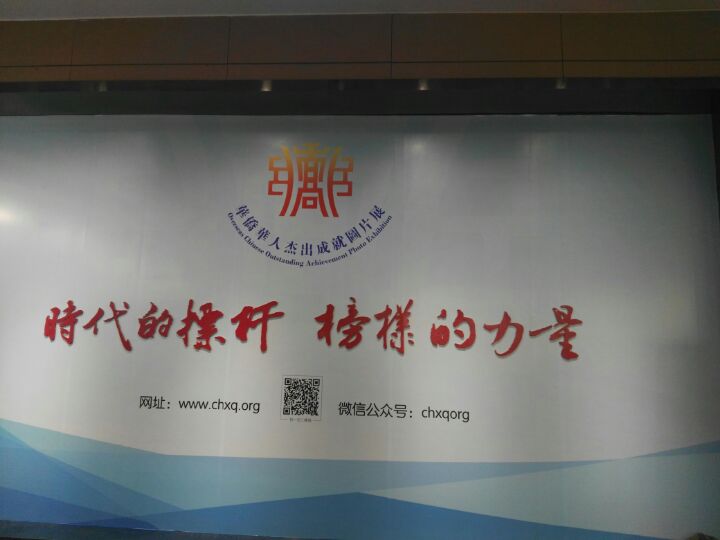 華僑華人杰出成就圖片展
Overseas Chinese Outstanding Achievement Photo Exhibition
時代的標杆 榜樣的力量
网址：www.chxq.org
微信公众号：chxqorg